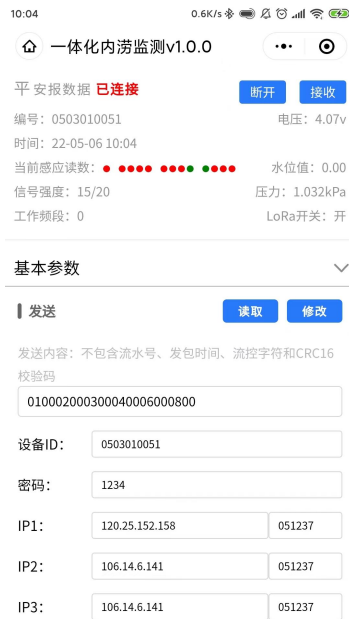 10:04 0.6K/s
一体化内涝监测v1.0.0
平安报数据 已连接 断开 接收
编号：0503010051 电压：4.07v
时间：22-05-06 10:04
当前感应读数： 水位值：0.00
信号强度：15/20 压力：1.032kPa
工作频段：0 LoRa开关：开
基本参数
发送 读取 修改
发送内容：不包含流水号、发包时间、流控字符和CRC16
校验码
010002000300040006000800
设备ID： 0503010051
密码： 1234
IP1： 120.25.152.158 051237
IP2： 106.14.6.141 051237
IP3： 106.14.6.141 051237